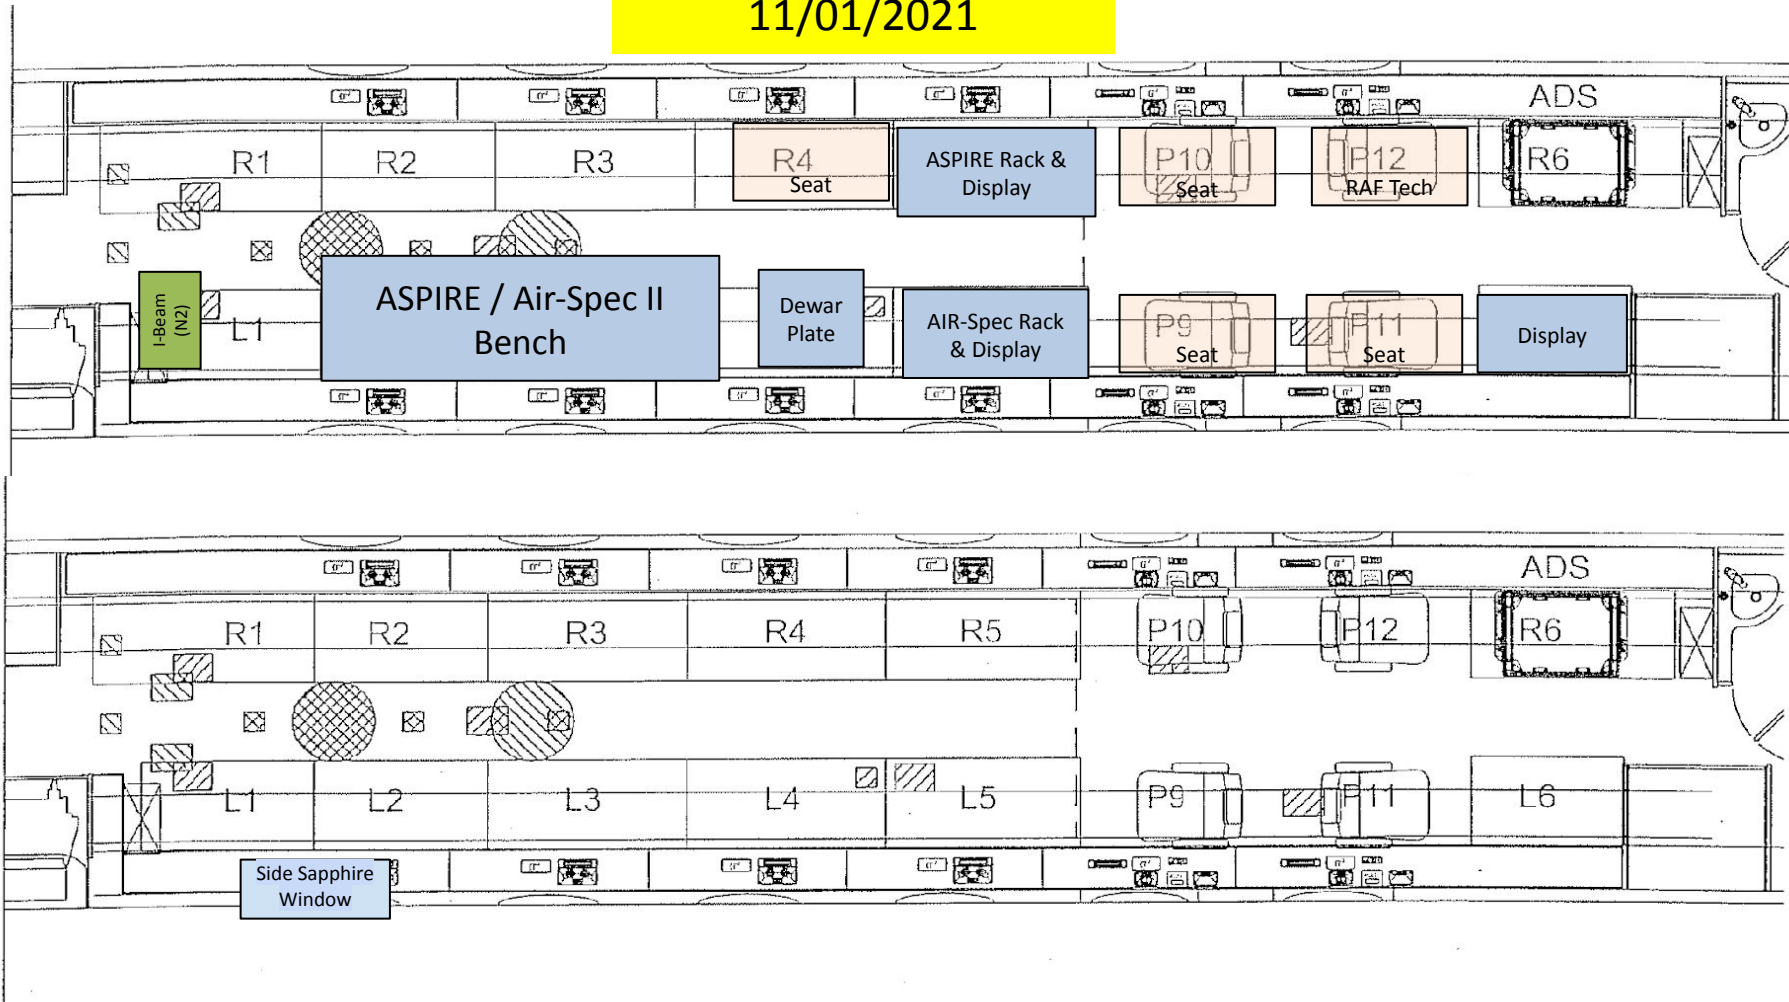 11/01/2021
ADS
R1
R2
R3
R4
Seat
ASPIRE Rack &
Display
P10
Seat
P12
RAF Tech
R6
I-Beam
(N2)
L1
ASPIRE / Air-Spec II
Bench
Dewar
Plate
AIR-Spec Rack
& Display
P9
Seat
P11
Seat
Display
ADS
R1
R2
R3
R4
R5
P10
P12
R6
L1
L2
L3
L4
L5
P9
P11
L6
Side Sapphire
Window